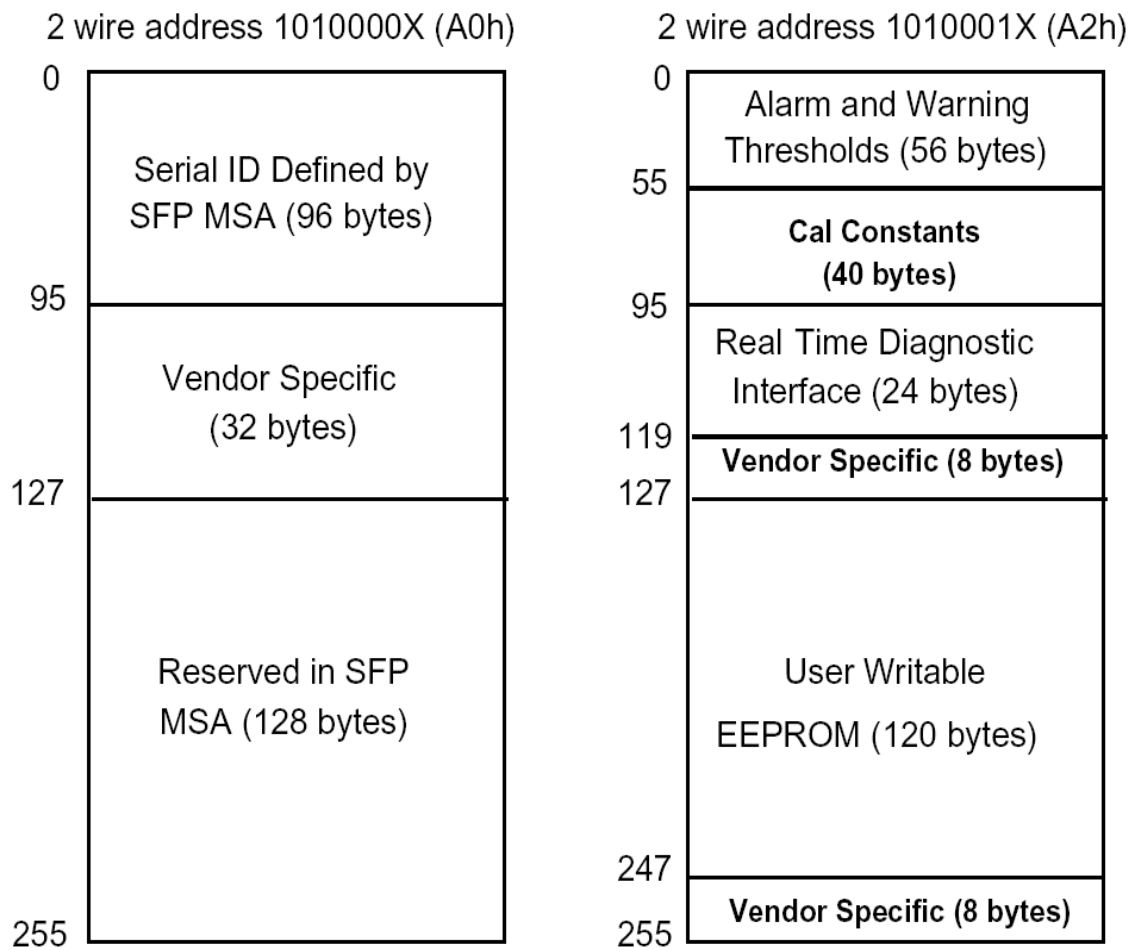 2 wire address 1010000X (A0h)
0
Serial ID Defined by
SFP MSA (96 bytes)
95
Vendor Specific
(32 bytes)
127
Reserved in SFP
MSA (128 bytes)
255
2 wire address 1010001X (A2h)
0
Alarm and Warning
Thresholds (56 bytes)
55
Cal Constants
(40 bytes)
95
Real Time Diagnostic
Interface (24 bytes)
119
Vendor Specific (8 bytes)
127
User Writable
EEPROM (120 bytes)
247
Vendor Specific (8 bytes)
255